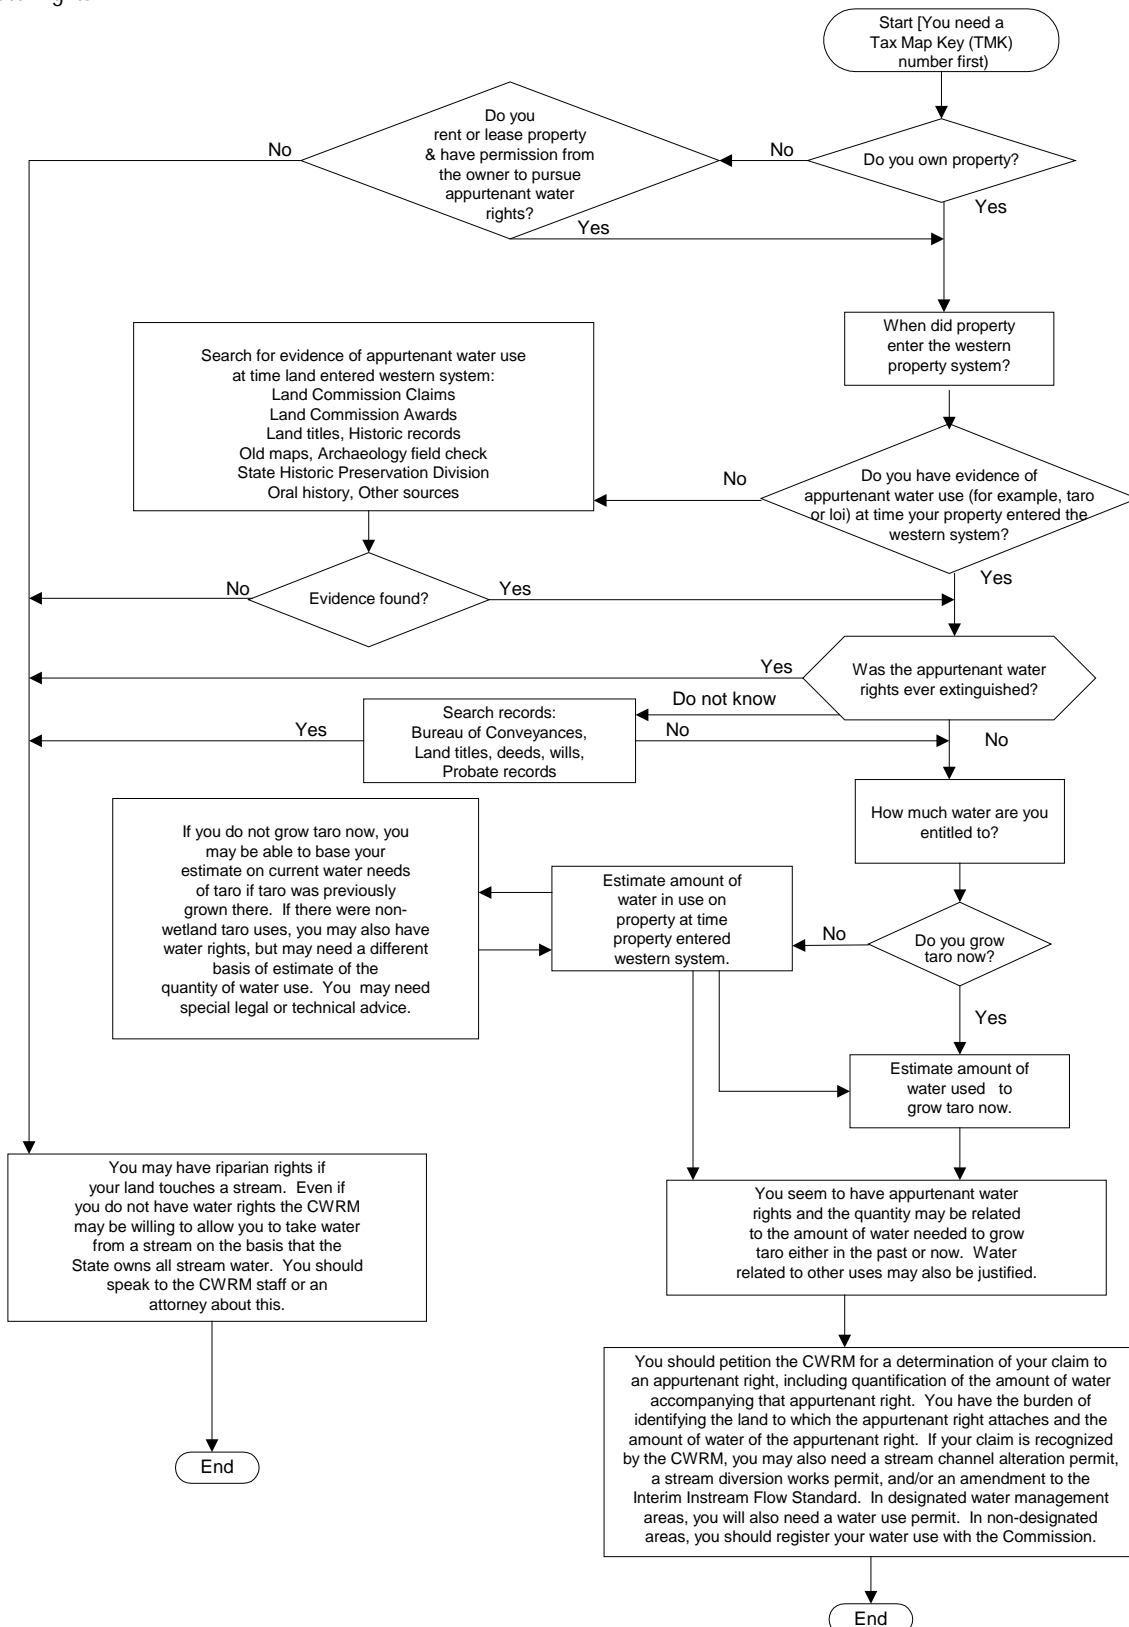 Start [You need a
Tax Map Key (TMK)
number first)
Do you
rent or lease property
& have permission from
the owner to pursue
appurtenant water
rights?
No
No
Do you own property?
Yes
Yes
When did property
enter the western
property system?
Search for evidence of appurtenant water use
at time land entered western system:
Land Commission Claims
Land Commission Awards
Land titles, Historic records
Old maps, Archaeology field check
State Historic Preservation Division
Oral history, Other sources
No
Do you have evidence of
appurtenant water use (for example, taro
or loi) at time your property entered the
western system?
Yes
No
Evidence found?
Yes
Yes
Was the appurtenant water
rights ever extinguished?
Do not know
Yes
Search records:
Bureau of Conveyances,
Land titles, deeds, wills,
Probate records
No
No
How much water are you
entitled to?
If you do not grow taro now, you
may be able to base your
estimate on current water needs
of taro if taro was previously
grown there. If there were non-
wetland taro uses, you may also have
water rights, but may need a different
basis of estimate of the
quantity of water use. You may need
special legal or technical advice.
Estimate amount of
water in use on
property at time
property entered
western system.
No
Do you grow
taro now?
Yes
Estimate amount of
water used to
grow taro now.
You may have riparian rights if
your land touches a stream. Even if
you do not have water rights the CWRM
may be willing to allow you to take water
from a stream on the basis that the
State owns all stream water. You should
speak to the CWRM staff or an
attorney about this.
You seem to have appurtenant water
rights and the quantity may be related
to the amount of water needed to grow
taro either in the past or now. Water
related to other uses may also be justified.
You should petition the CWRM for a determination of your claim to
an appurtenant right, including quantification of the amount of water
accompanying that appurtenant right. You have the burden of
identifying the land to which the appurtenant right attaches and the
amount of water of the appurtenant right. If your claim is recognized
by the CWRM, you may also need a stream channel alteration permit,
a stream diversion works permit, and/or an amendment to the
Interim Instream Flow Standard. In designated water management
areas, you will also need a water use permit. In non-designated
areas, you should register your water use with the Commission.
End
End